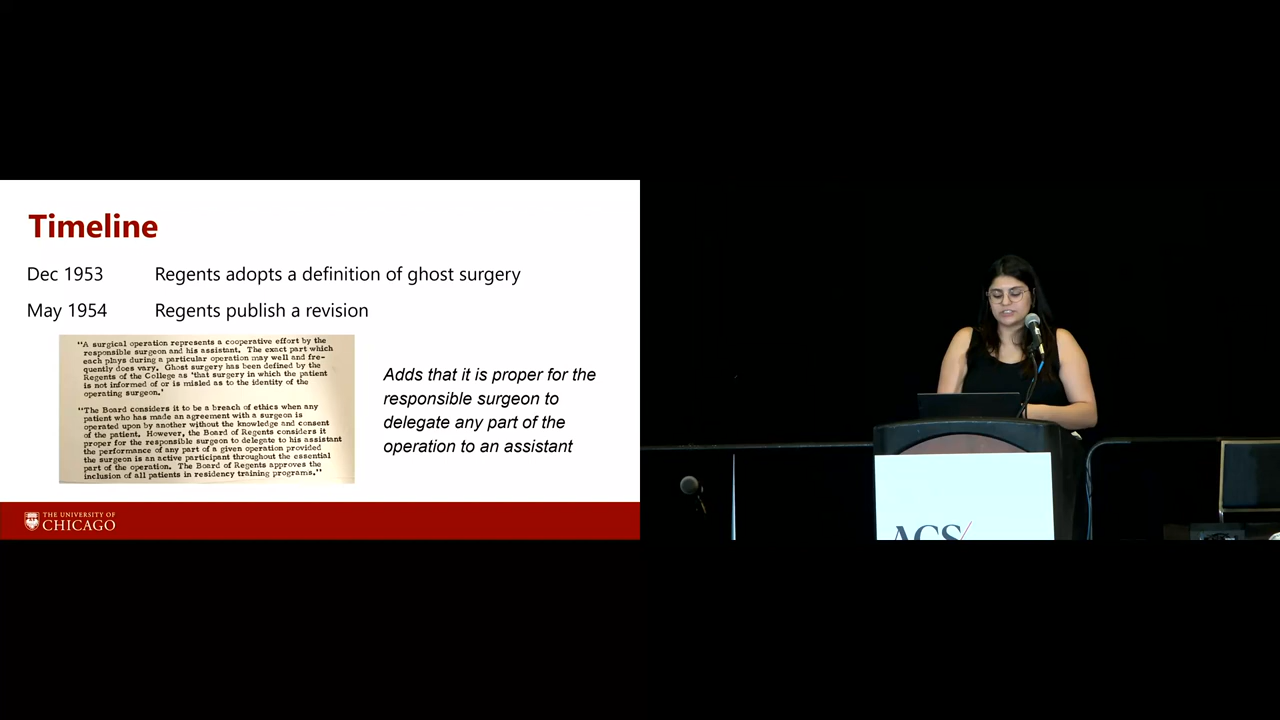 Timeline
Dec 1953 Regents adopts a definition of ghost surgery
May 1954 Regents publish a revision
"A surgical operation represents a cooperative effort by the
responsible surgeon and his assistant. The exact part which
each plays during a particular operation may well and fre-
quently does vary. Ghost surgery has been defined by the
Regents of the College as 'that surgery in which the patient
is not informed of or is misled as to the identity of the
operating surgeon.'
"The Board considers it to be a breach of ethics when any
patient who has made an agreement with a surgeon is
operated upon by another without the knowledge and consent
of the patient. However, the Board of Regents considers it
proper for the responsible surgeon to delegate to his assistant
the performance of any part of a given operation provided
the surgeon is an active participant throughout the essential
part of the operation. The Board of Regents approves the
inclusion of all patients in residency training programs."
Adds that it is proper for the
responsible surgeon to
delegate any part of the
operation to an assistant
THE UNIVERSITY OF
CHICAGO
ACS/